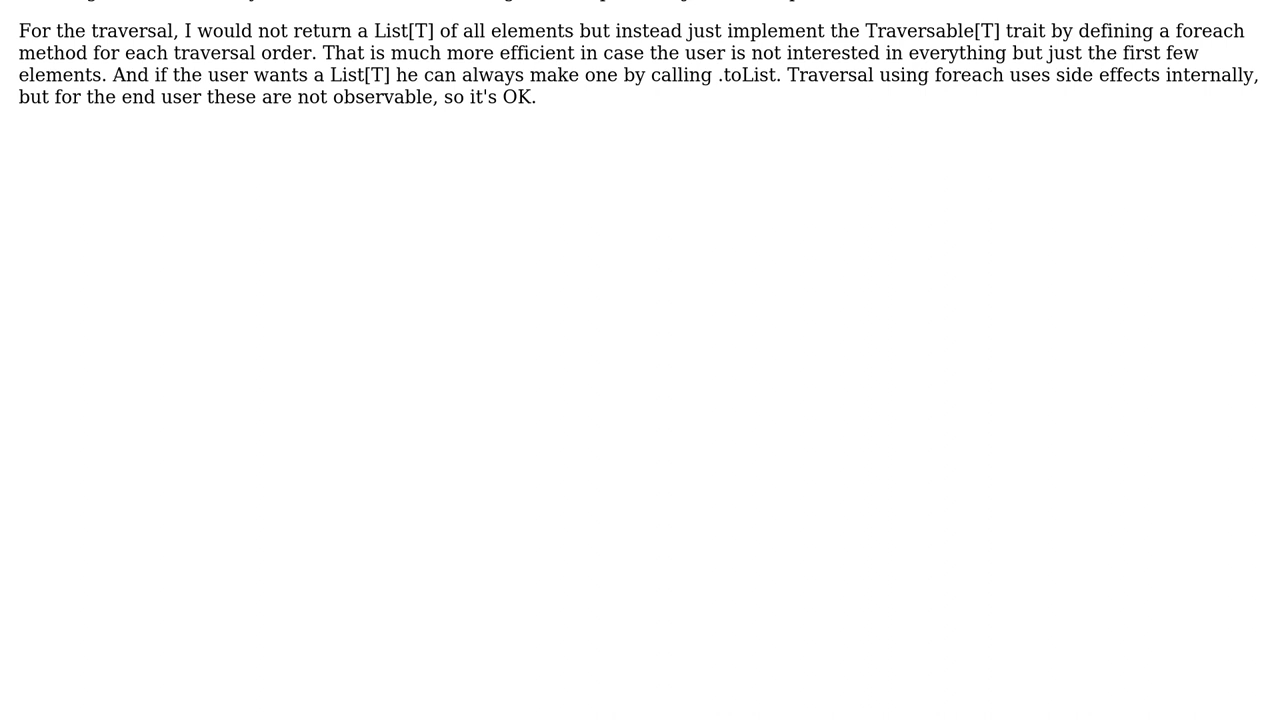 For the traversal, I would not return a List[T] of all elements but instead just implement the Traversable[T] trait by defining a foreach
method for each traversal order. That is much more efficient in case the user is not interested in everything but just the first few
elements. And if the user wants a List[T] he can always make one by calling .toList. Traversal using foreach uses side effects internally,
but for the end user these are not observable, so it's OK.